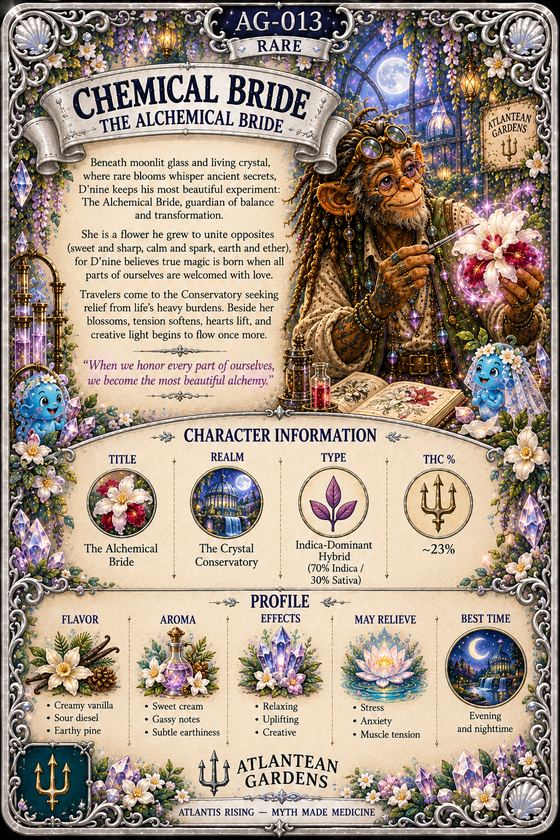 AG-013
RARE
CHEMICAL BRIDE
THE ALCHEMICAL BRIDE
ATLANTEAN
GARDENS
Beneath moonlit glass and living crystal,
where rare blooms whisper ancient secrets,
D'nine keeps his most beautiful experiment:
The Alchemical Bride, guardian of balance
and transformation.
She is a flower he grew to unite opposites
(sweet and sharp, calm and spark, earth and ether),
for D'nine believes true magic is born when all
parts of ourselves are welcomed with love.
Travelers come to the Conservatory seeking
relief from life's heavy burdens. Beside her
blossoms, tension softens, hearts lift, and
creative light begins to flow once more.
"When we honor every part of ourselves,
we become the most beautiful alchemy."
CHARACTER INFORMATION
TITLE
The Alchemical
Bride
REALM
The Crystal
Conservatory
TYPE
Indica-Dominant
Hybrid
(70% Indica /
30% Sativa)
THC %
~23%
PROFILE
FLAVOR
• Creamy vanilla
• Sour diesel
• Earthy pine
AROMA
• Sweet cream
• Gassy notes
• Subtle earthiness
EFFECTS
• Relaxing
• Uplifting
• Creative
MAY RELIEVE
• Stress
• Anxiety
• Muscle tension
BEST TIME
Evening
and nighttime
ATLANTEAN
GARDENS
ATLANTIS RISING — MYTH MADE MEDICINE